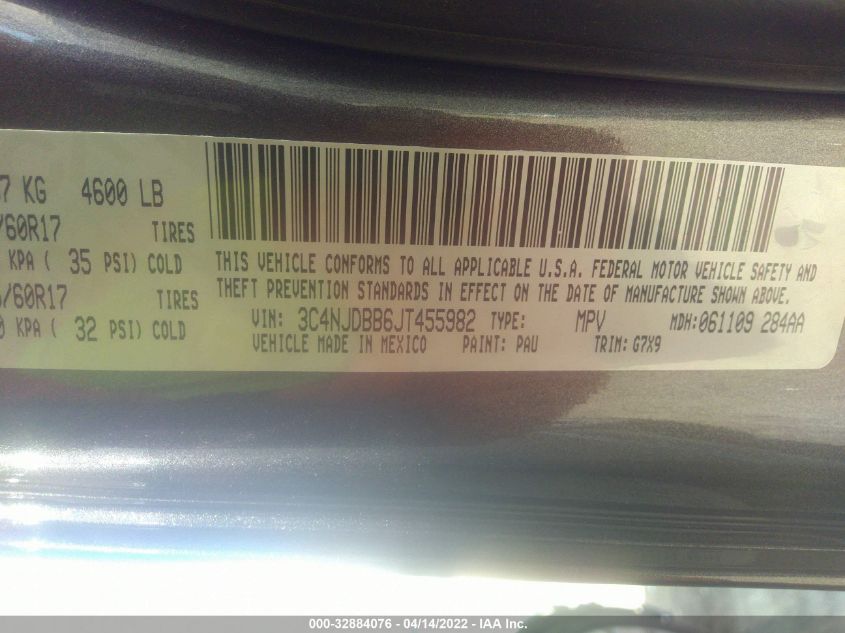 7 KG 4600 LB
/60R17 TIRES
KPA ( 35 PSI) COLD
/60R17 TIRES
0 KPA ( 32 PSI) COLD
THIS VEHICLE CONFORMS TO ALL APPLICABLE U.S.A. FEDERAL MOTOR VEHICLE SAFETY AND
THEFT PREVENTION STANDARDS IN EFFECT ON THE DATE OF MANUFACTURE SHOWN ABOVE.
VIN: 3C4NJDBB6JT455982 TYPE: MPV MDH:061109 284AA
VEHICLE MADE IN MEXICO PAINT: PAU TRIM: G7X9
000-32884076 - 04/14/2022 - IAA Inc.